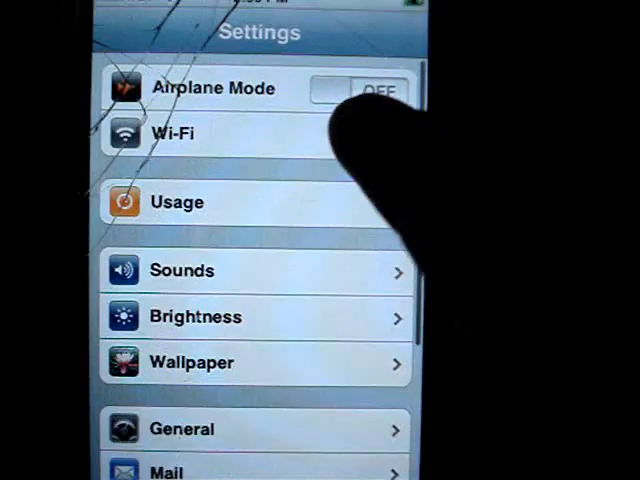 Settings
Airplane Mode OFF
Wi-Fi
Usage
Sounds
Brightness
Wallpaper
General
Mail